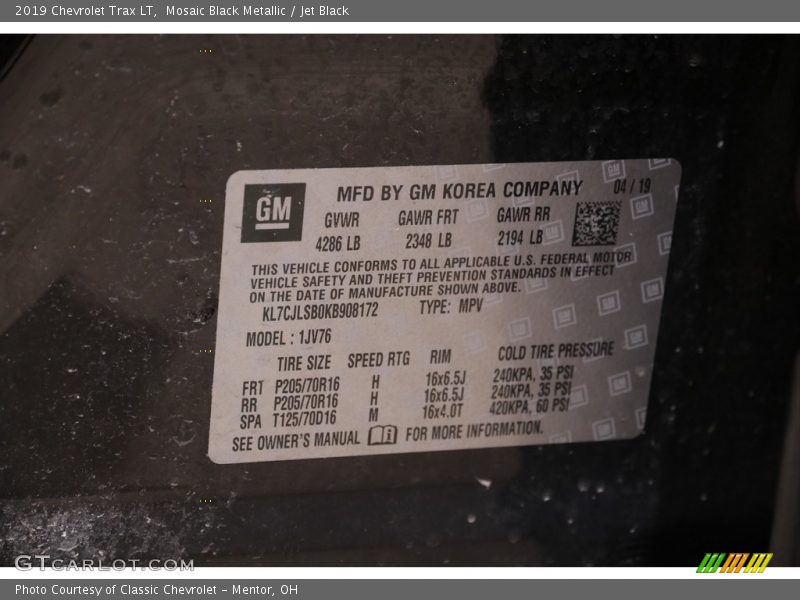 2019 Chevrolet Trax LT, Mosaic Black Metallic / Jet Black
GM MFD BY GM KOREA COMPANY 04 / 19
GVWR GAWR FRT GAWR RR
4286 LB 2348 LB 2194 LB
THIS VEHICLE CONFORMS TO ALL APPLICABLE U.S. FEDERAL MOTOR
VEHICLE SAFETY AND THEFT PREVENTION STANDARDS IN EFFECT
ON THE DATE OF MANUFACTURE SHOWN ABOVE.
KL7CJLSB0KB908172 TYPE: MPV
MODEL : 1JV76
TIRE SIZE SPEED RTG RIM COLD TIRE PRESSURE
FRT P205/70R16 H 16x6.5J 240KPA, 35 PSI
RR P205/70R16 H 16x6.5J 240KPA, 35 PSI
SPA T125/70D16 M 16x4.0T 420KPA, 60 PSI
SEE OWNER'S MANUAL FOR MORE INFORMATION.
GTCARLOT.COM
Photo Courtesy of Classic Chevrolet - Mentor, OH